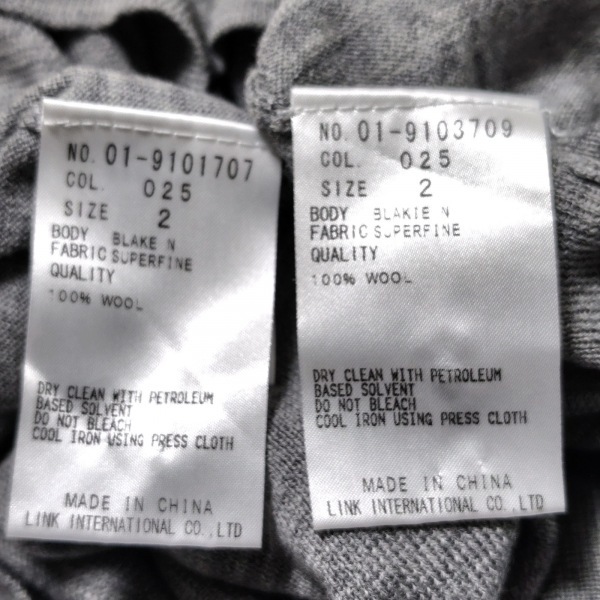 NO. 01-9101707
COL. 025
SIZE 2
BODY BLAKE N
FABRIC SUPERFINE
QUALITY
100% WOOL
DRY CLEAN WITH PETROLEUM
BASED SOLVENT
DO NOT BLEACH
COOL IRON USING PRESS CLOTH
MADE IN CHINA
LINK INTERNATIONAL CO.,LTD
NO. 01-9103709
COL. 025
SIZE 2
BODY BLAKIE N
FABRIC SUPERFINE
QUALITY
100% WOOL
DRY CLEAN WITH PETROLEUM
BASED SOLVENT
DO NOT BLEACH
COOL IRON USING PRESS CLOTH
MADE IN CHINA
LINK INTERNATIONAL CO.,LTD